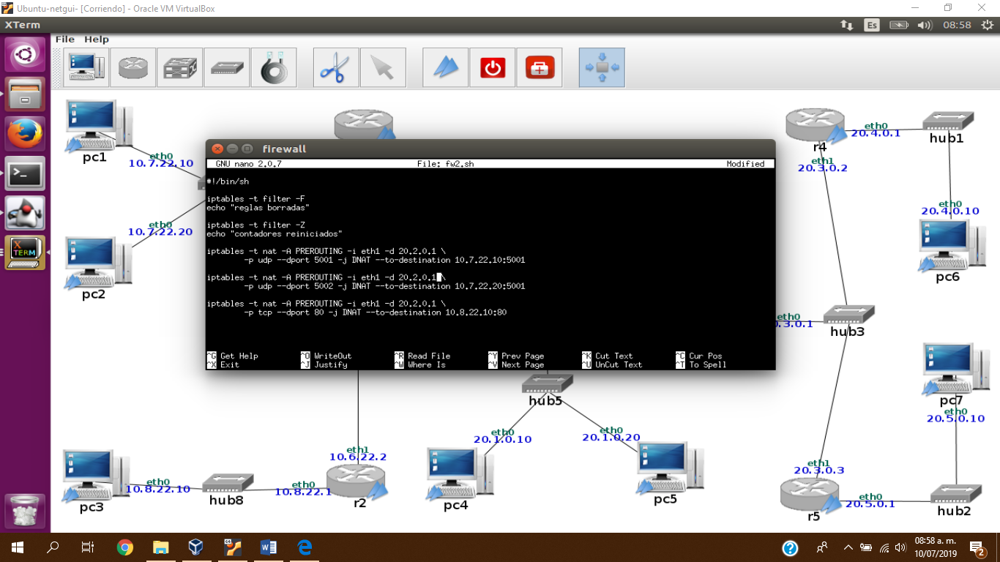 Ubuntu-netgui- [Corriendo] - Oracle VM VirtualBox
XTerm
Es
08:58
File Help
pc1
eth0
10.7.22.10
r4
eth0
20.4.0.1
hub1
eth1
20.3.0.2
firewall
GNU nano 2.0.7 File: fw2.sh Modified
#!/bin/sh
iptables -t filter -F
echo "reglas borradas"
iptables -t filter -Z
echo "contadores reiniciados"
iptables -t nat -A PREROUTING -i eth1 -d 20.2.0.1 \
-p udp --dport 5001 -j DNAT --to-destination 10.7.22.10:5001
iptables -t nat -A PREROUTING -i eth1 -d 20.2.0.1 \
-p udp --dport 5002 -j DNAT --to-destination 10.7.22.20:5001
iptables -t nat -A PREROUTING -i eth1 -d 20.2.0.1 \
-p tcp --dport 80 -j DNAT --to-destination 10.8.22.10:80
^G Get Help ^O WriteOut ^R Read File ^Y Prev Page ^K Cut Text ^C Cur Pos
^X Exit ^J Justify ^W Where Is ^V Next Page ^U UnCut Text ^T To Spell
eth0
10.7.22.20
pc2
eth0
20.4.0.10
pc6
eth0
.3.0.1
hub3
XTERM
hub5
pc7
eth0
20.5.0.10
eth0
20.1.0.10
eth0
20.1.0.20
eth1
10.6.22.2
eth1
20.3.0.3
pc3
eth0
10.8.22.10
hub8
eth0
10.8.22.1
r2
pc4
pc5
r5
eth0
20.5.0.1
hub2
64
08:58 a. m.
10/07/2019
2